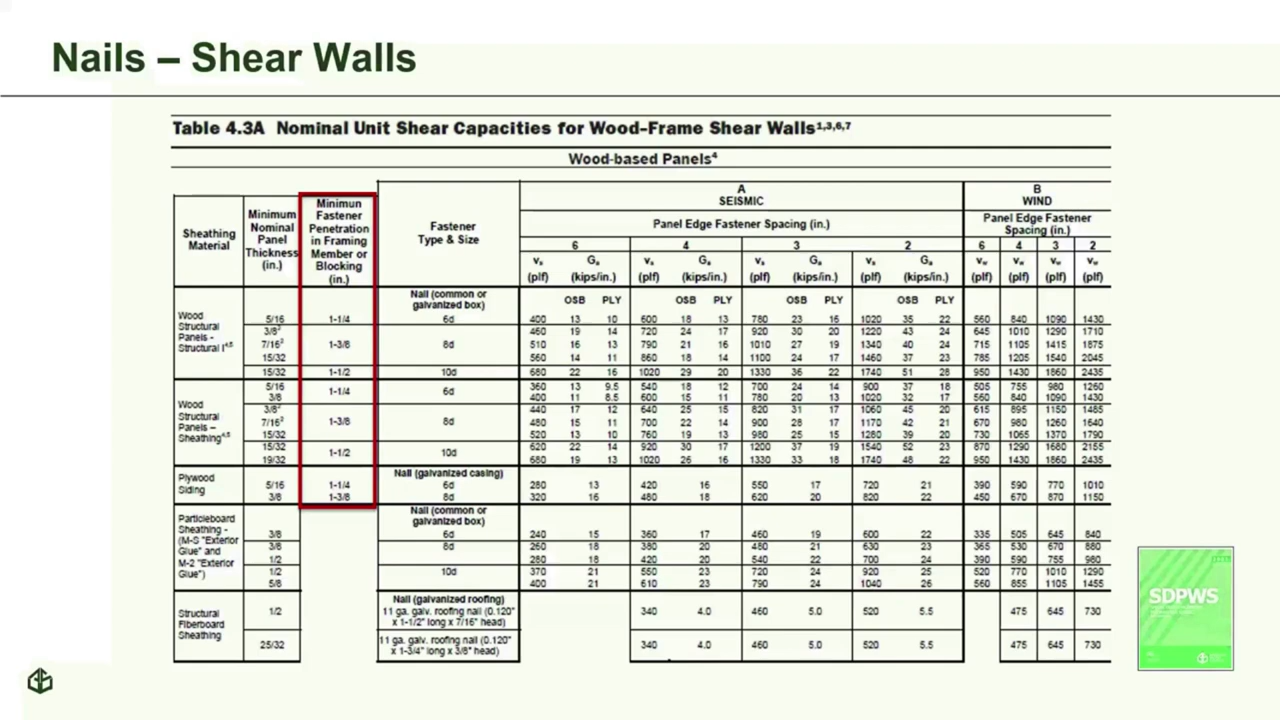 Nails – Shear Walls
Table 4.3A Nominal Unit Shear Capacities for Wood-Frame Shear Walls1,3,6,7
Wood-based Panels4
Sheathing Material
Minimum Nominal Panel Thickness (in.)
Minimun Fastener Penetration in Framing Member or Blocking (in.)
Fastener Type & Size
A SEISMIC
B WIND
Panel Edge Fastener Spacing (in.)
Panel Edge Fastener Spacing (in.)
6 4 3 2 6 4 3 2
vs Ga vs Ga vs Ga vs Ga vw vw vw vw
(plf) (kips/in.) (plf) (kips/in.) (plf) (kips/in.) (plf) (kips/in.) (plf) (plf) (plf) (plf)
Nail (common or galvanized box)
OSB PLY OSB PLY OSB PLY OSB PLY
Wood Structural Panels - Structural I4,5
5/16 1-1/4 6d 400 13 10 600 18 13 780 23 16 1020 35 22 560 840 1090 1430
3/82 460 19 14 720 24 17 920 30 20 1220 43 24 645 1010 1290 1710
7/162 1-3/8 8d 510 16 13 790 21 16 1010 27 19 1340 40 24 715 1105 1415 1875
15/32 560 14 11 860 18 14 1100 24 17 1460 37 23 785 1205 1540 2045
15/32 1-1/2 10d 680 22 16 1020 29 20 1330 36 22 1740 51 28 950 1430 1860 2435
Wood Structural Panels – Sheathing4,5
5/16 1-1/4 6d 360 13 9.5 540 18 12 700 24 14 900 37 18 505 755 980 1260
3/8 400 11 8.5 600 15 11 780 20 13 1020 32 17 560 840 1090 1430
3/82 440 17 12 640 25 15 820 31 17 1060 45 20 615 895 1150 1485
7/162 1-3/8 8d 480 15 11 700 22 14 900 28 17 1170 42 21 670 980 1260 1640
15/32 520 13 10 760 19 13 980 25 15 1280 39 20 730 1065 1370 1790
15/32 1-1/2 10d 620 22 14 920 30 17 1200 37 19 1540 52 23 870 1290 1680 2155
19/32 680 19 13 1020 26 16 1330 33 18 1740 48 22 950 1430 1860 2435
Plywood Siding
Nail (galvanized casing)
5/16 1-1/4 6d 280 13 420 16 550 17 720 21 390 590 770 1010
3/8 1-3/8 8d 320 16 480 18 620 20 820 22 450 670 870 1150
Particleboard Sheathing - (M-S "Exterior Glue" and M-2 "Exterior Glue")
Nail (common or galvanized box)
3/8 6d 240 15 360 17 460 19 600 22 335 505 645 840
3/8 8d 260 18 380 20 480 21 630 23 365 530 670 880
1/2 280 18 420 20 540 22 700 24 390 590 755 980
1/2 10d 370 21 550 23 720 24 920 25 520 770 1010 1290
5/8 400 21 610 23 790 24 1040 26 560 855 1105 1455
Structural Fiberboard Sheathing
Nail (galvanized roofing)
1/2 11 ga. galv. roofing nail (0.120" x 1-1/2" long x 7/16" head) 340 4.0 460 5.0 520 5.5 475 645 730
25/32 11 ga. galv. roofing nail (0.120" x 1-3/4" long x 3/8" head) 340 4.0 460 5.0 520 5.5 475 645 730
SDPWS